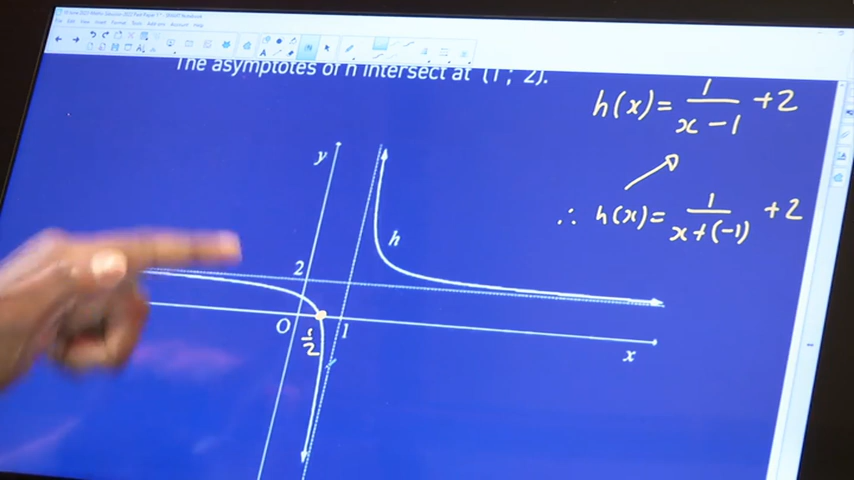 The asymptotes of h intersect at (1 ; 2).
h(x) = 1/(x - 1) + 2
∴ h(x) = 1/(x + (-1)) + 2
y
h
2
O
1/2
1
x